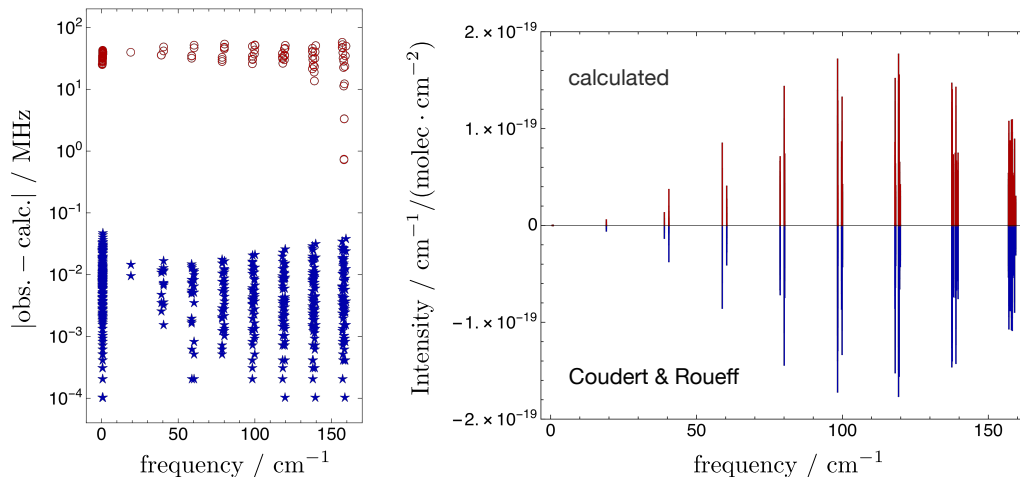 |obs. − calc.| / MHz
10²
10¹
10⁰
10⁻¹
10⁻²
10⁻³
10⁻⁴
0 50 100 150
frequency / cm⁻¹
Intensity / cm⁻¹/(molec · cm⁻²)
2. × 10⁻¹⁹
1. × 10⁻¹⁹
0
−1. × 10⁻¹⁹
−2. × 10⁻¹⁹
calculated
Coudert & Roueff
0 50 100 150
frequency / cm⁻¹